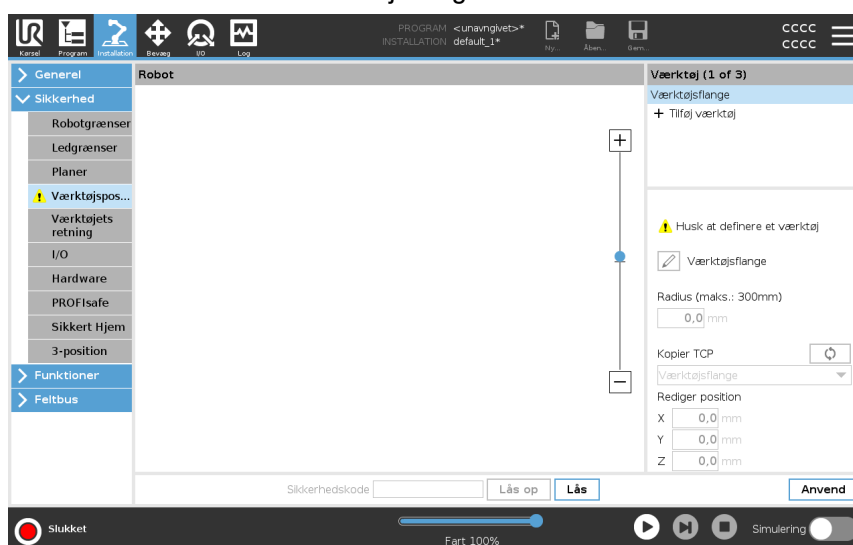 PROGRAM <unavngivet>*
INSTALLATION default_1*
cccc
cccc
Kørsel Program Installation Bevæg I/O Log Ny... Åben... Gem...
Generel
Sikkerhed
Robotgrænser
Ledgrænser
Planer
Værktøjspos...
Værktøjets retning
I/O
Hardware
PROFIsafe
Sikkert Hjem
3-position
Funktioner
Feltbus
Robot
Værktøj (1 of 3)
Værktøjsflange
+ Tilføj værktøj
Husk at definere et værktøj
Værktøjsflange
Radius (maks.: 300mm)
0,0 mm
Kopier TCP
Værktøjsflange
Rediger position
X 0,0 mm
Y 0,0 mm
Z 0,0 mm
Sikkerhedskode Lås op Lås Anvend
Slukket
Fart 100%
Simulering